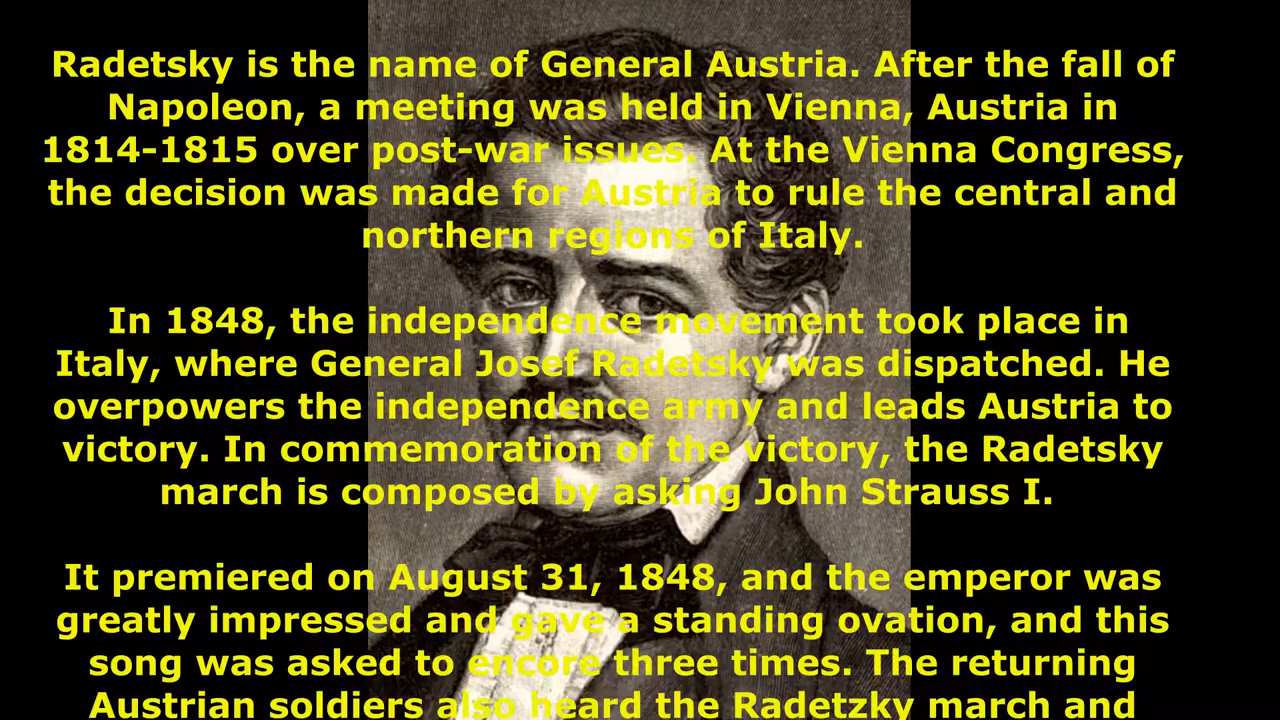 Radetsky is the name of General Austria. After the fall of
Napoleon, a meeting was held in Vienna, Austria in
1814-1815 over post-war issues. At the Vienna Congress,
the decision was made for Austria to rule the central and
northern regions of Italy.
In 1848, the independence movement took place in
Italy, where General Josef Radetsky was dispatched. He
overpowers the independence army and leads Austria to
victory. In commemoration of the victory, the Radetsky
march is composed by asking John Strauss I.
It premiered on August 31, 1848, and the emperor was
greatly impressed and gave a standing ovation, and this
song was asked to encore three times. The returning
Austrian soldiers also heard the Radetzky march and